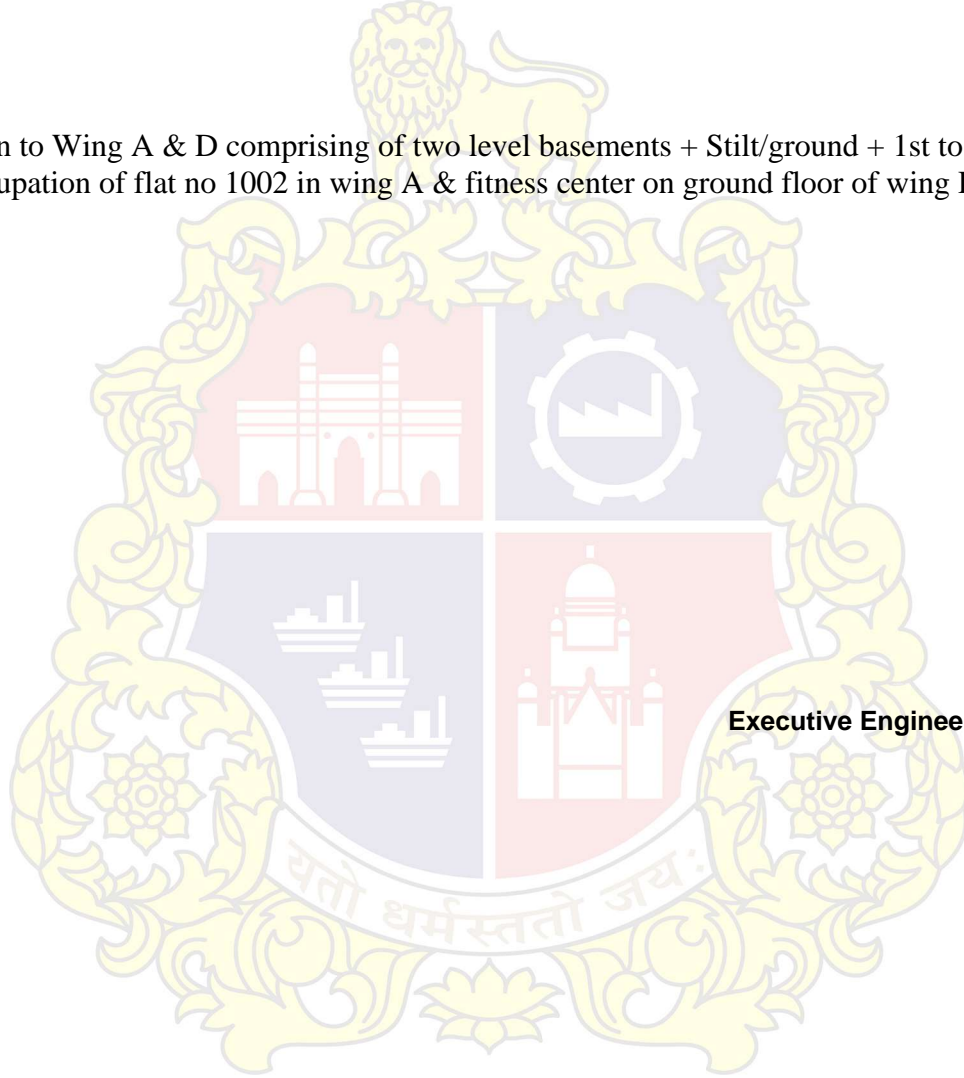 n to Wing A & D comprising of two level basements + Stilt/ground + 1st to
upation of flat no 1002 in wing A & fitness center on ground floor of wing
Executive Enginee
यतो धर्मस्ततो जय: